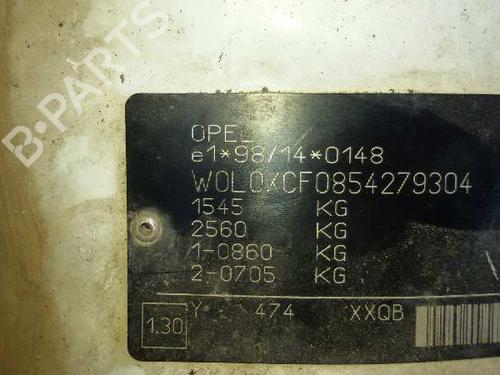 B-PARTS
OPEL
e1*98/14*0148
W0L0XCF0854279304
1545 KG
2560 KG
1-0860 KG
2-0705 KG
1.30
Y 474 XXQB